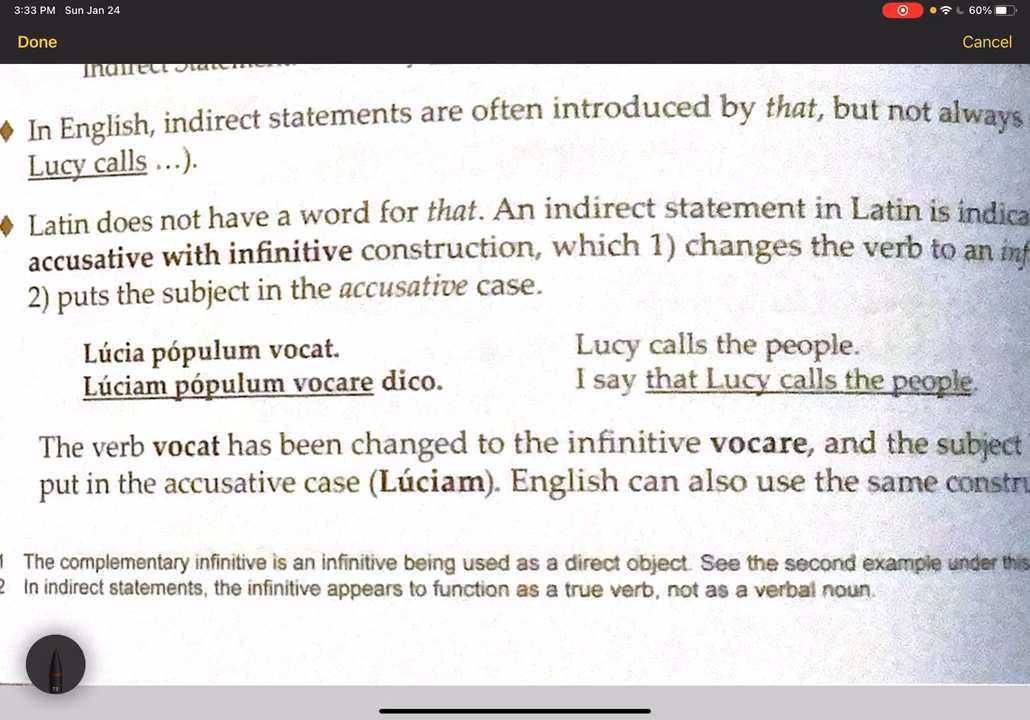 3:33 PM Sun Jan 24
60%
Done
Cancel
In English, indirect statements are often introduced by that, but not always
Lucy calls ...).
Latin does not have a word for that. An indirect statement in Latin is
accusative with infinitive construction, which 1) changes the verb to an
2) puts the subject in the accusative case.
Lúcia pópulum vocat.
Lucy calls the people.
Lúciam pópulum vocare dico.
I say that Lucy calls the people.
The verb vocat has been changed to the infinitive vocare, and the subject
put in the accusative case (Lúciam). English can also use the same
1 The complementary infinitive is an infinitive being used as a direct object. See the second example under this
2 In indirect statements, the infinitive appears to function as a true verb, not as a verbal noun.
73